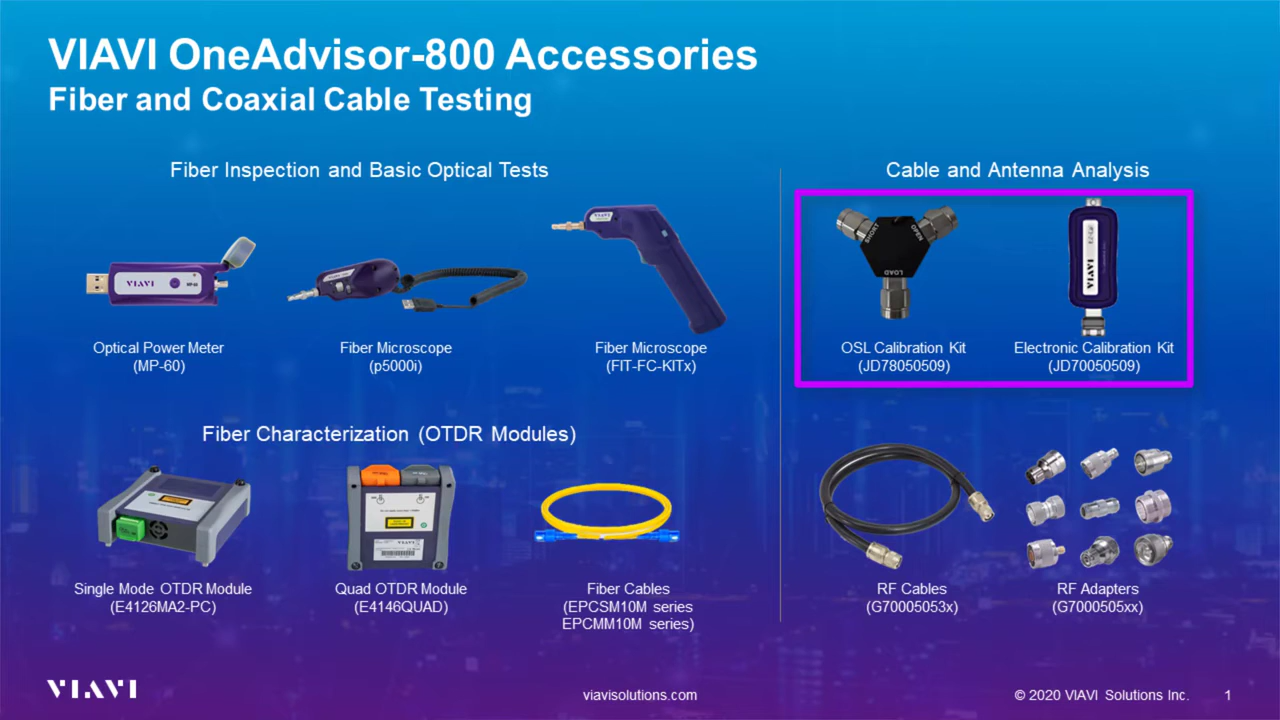 VIAVI OneAdvisor-800 Accessories
Fiber and Coaxial Cable Testing
Fiber Inspection and Basic Optical Tests
VIAVI
MP-60
VIAVI
Optical Power Meter
(MP-60)
Fiber Microscope
(p5000i)
Fiber Microscope
(FIT-FC-KITx)
Fiber Characterization (OTDR Modules)
VIAVI
Single Mode OTDR Module
(E4126MA2-PC)
Quad OTDR Module
(E4146QUAD)
Fiber Cables
(EPCSM10M series
EPCMM10M series)
Cable and Antenna Analysis
SHORT
OPEN
LOAD
VIAVI
OSL Calibration Kit
(JD78050509)
Electronic Calibration Kit
(JD70050509)
RF Cables
(G70005053x)
RF Adapters
(G7000505xx)
VIAVI
viavisolutions.com
© 2020 VIAVI Solutions Inc.
1